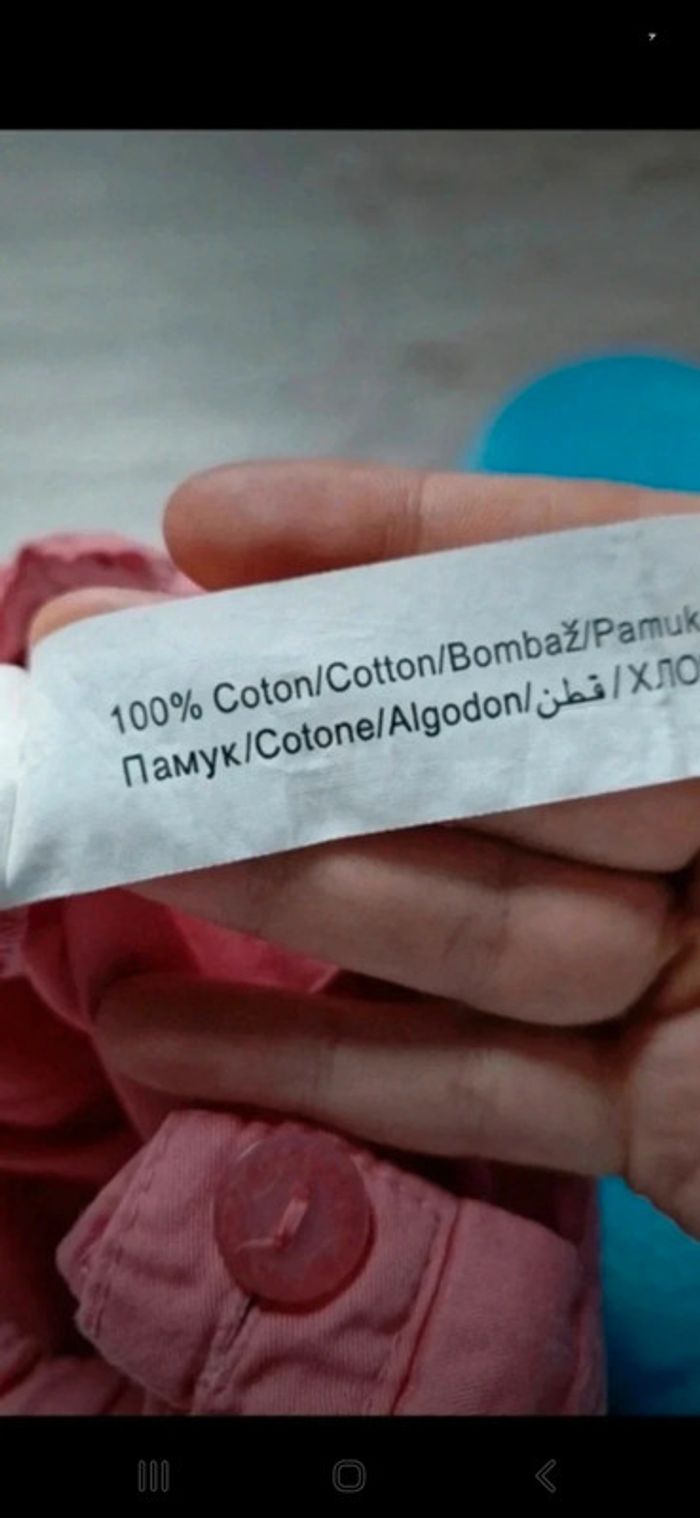 100% Coton/Cotton/Bombaž/Pamuk
Памук/Cotone/Algodon/قطن/ХЛО